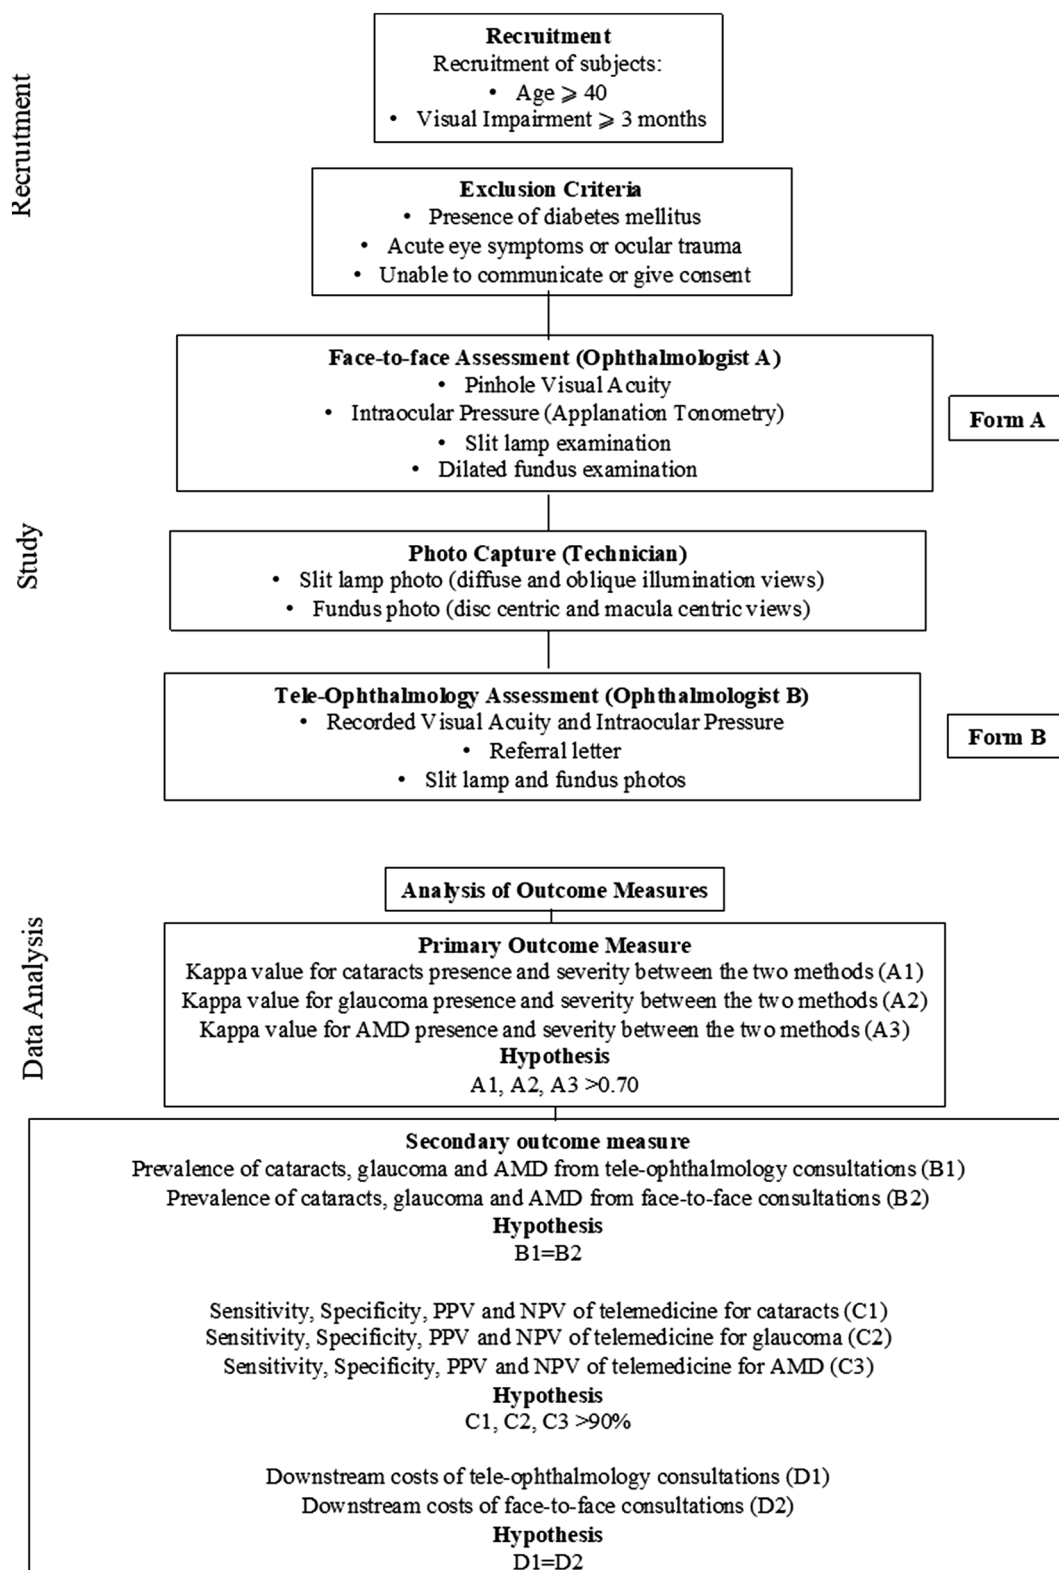 Recruitment
Recruitment
Recruitment of subjects:
• Age ⩾ 40
• Visual Impairment ⩾ 3 months
Exclusion Criteria
• Presence of diabetes mellitus
• Acute eye symptoms or ocular trauma
• Unable to communicate or give consent
Study
Face-to-face Assessment (Ophthalmologist A)
• Pinhole Visual Acuity
• Intraocular Pressure (Applanation Tonometry)
• Slit lamp examination
• Dilated fundus examination
Form A
Photo Capture (Technician)
• Slit lamp photo (diffuse and oblique illumination views)
• Fundus photo (disc centric and macula centric views)
Tele-Ophthalmology Assessment (Ophthalmologist B)
• Recorded Visual Acuity and Intraocular Pressure
• Referral letter
• Slit lamp and fundus photos
Form B
Data Analysis
Analysis of Outcome Measures
Primary Outcome Measure
Kappa value for cataracts presence and severity between the two methods (A1)
Kappa value for glaucoma presence and severity between the two methods (A2)
Kappa value for AMD presence and severity between the two methods (A3)
Hypothesis
A1, A2, A3 >0.70
Secondary outcome measure
Prevalence of cataracts, glaucoma and AMD from tele-ophthalmology consultations (B1)
Prevalence of cataracts, glaucoma and AMD from face-to-face consultations (B2)
Hypothesis
B1=B2
Sensitivity, Specificity, PPV and NPV of telemedicine for cataracts (C1)
Sensitivity, Specificity, PPV and NPV of telemedicine for glaucoma (C2)
Sensitivity, Specificity, PPV and NPV of telemedicine for AMD (C3)
Hypothesis
C1, C2, C3 >90%
Downstream costs of tele-ophthalmology consultations (D1)
Downstream costs of face-to-face consultations (D2)
Hypothesis
D1=D2